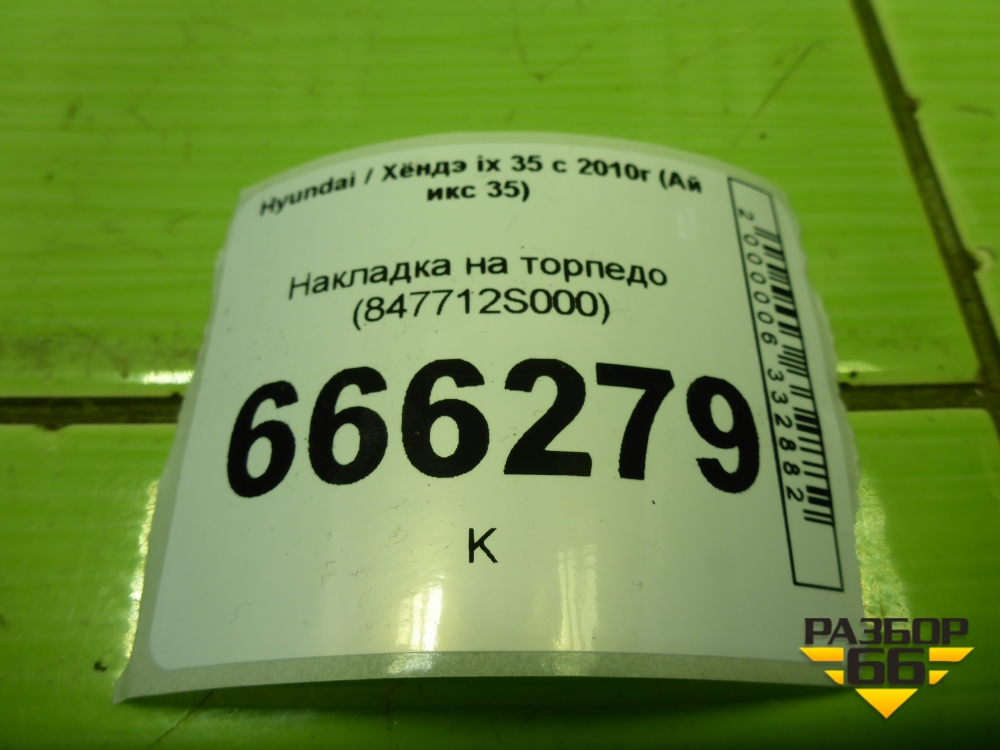 Hyundai / Хёндэ ix 35 с 2010г (Ай
икс 35)
Накладка на торпедо
(847712S000)
666279
К
2000006332882
РАЗБОР
66